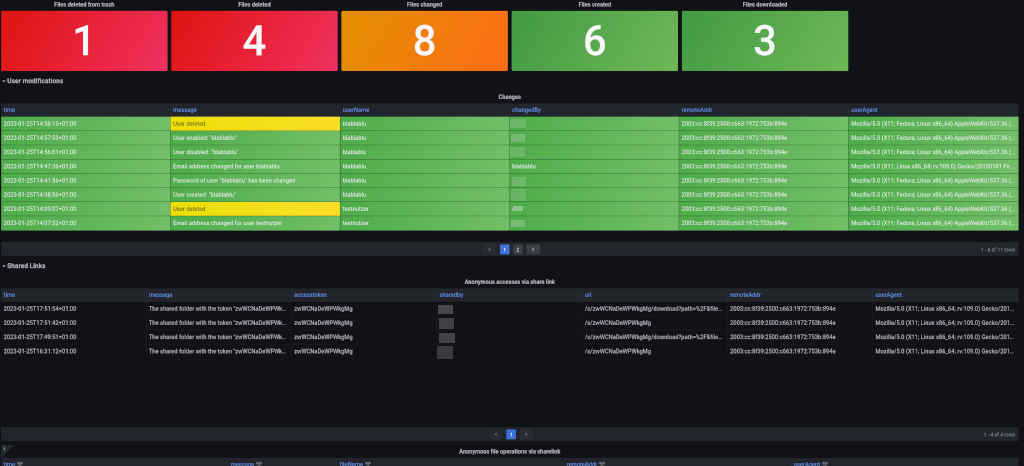 Files deleted from trash Files deleted Files changed Files created Files downloaded
1 4 8 6 3
User modifications
Changes
time message userName changedBy remoteAddr userAgent
2023-01-25T14:58:15+01:00 User deleted blablablu 2003:cc:8f39:2500:c663:1972:753b:894e Mozilla/5.0 (X11; Fedora; Linux x86_64) AppleWebKit/537.36 (...
2023-01-25T14:57:53+01:00 User enabled: "blablablu" blablablu 2003:cc:8f39:2500:c663:1972:753b:894e Mozilla/5.0 (X11; Fedora; Linux x86_64) AppleWebKit/537.36 (...
2023-01-25T14:56:01+01:00 User disabled: "blablablu" blablablu 2003:cc:8f39:2500:c663:1972:753b:894e Mozilla/5.0 (X11; Fedora; Linux x86_64) AppleWebKit/537.36 (...
2023-01-25T14:47:36+01:00 Email address changed for user blablablu blablablu blablablu 2003:cc:8f39:2500:c663:1972:753b:894e Mozilla/5.0 (X11; Linux x86_64; rv:109.0) Gecko/20100101 Fir...
2023-01-25T14:41:56+01:00 Password of user "blablablu" has been changed blablablu 2003:cc:8f39:2500:c663:1972:753b:894e Mozilla/5.0 (X11; Fedora; Linux x86_64) AppleWebKit/537.36 (...
2023-01-25T14:38:56+01:00 User created: "blablablu" blablablu 2003:cc:8f39:2500:c663:1972:753b:894e Mozilla/5.0 (X11; Fedora; Linux x86_64) AppleWebKit/537.36 (...
2023-01-25T14:09:07+01:00 User deleted testnutzer 2003:cc:8f39:2500:c663:1972:753b:894e Mozilla/5.0 (X11; Fedora; Linux x86_64) AppleWebKit/537.36 (...
2023-01-25T14:07:52+01:00 Email address changed for user testnutzer testnutzer 2003:cc:8f39:2500:c663:1972:753b:894e Mozilla/5.0 (X11; Fedora; Linux x86_64) AppleWebKit/537.36 (...
< 1 2 > 1 - 8 of 11 rows
Shared Links
Anonymous accesses via share link
time message accesstoken sharedby url remoteAddr userAgent
2023-01-25T17:51:54+01:00 The shared folder with the token "zwWCNaDeWPWk... zwWCNaDeWPWkgMg /s/zwWCNaDeWPWkgMg/download?path=%2F&file... 2003:cc:8f39:2500:c663:1972:753b:894e Mozilla/5.0 (X11; Linux x86_64; rv:109.0) Gecko/201...
2023-01-25T17:51:42+01:00 The shared folder with the token "zwWCNaDeWPWk... zwWCNaDeWPWkgMg /s/zwWCNaDeWPWkgMg 2003:cc:8f39:2500:c663:1972:753b:894e Mozilla/5.0 (X11; Linux x86_64; rv:109.0) Gecko/201...
2023-01-25T17:49:51+01:00 The shared folder with the token "zwWCNaDeWPWk... zwWCNaDeWPWkgMg /s/zwWCNaDeWPWkgMg/download?path=%2F&file... 2003:cc:8f39:2500:c663:1972:753b:894e Mozilla/5.0 (X11; Linux x86_64; rv:109.0) Gecko/201...
2023-01-25T16:31:12+01:00 The shared folder with the token "zwWCNaDeWPWk... zwWCNaDeWPWkgMg /s/zwWCNaDeWPWkgMg 2003:cc:8f39:2500:c663:1972:753b:894e Mozilla/5.0 (X11; Linux x86_64; rv:109.0) Gecko/201...
< 1 > 1 - 4 of 4 rows
i
Anonymous file operations via sharelink
time message fileName remoteAddr userAgent